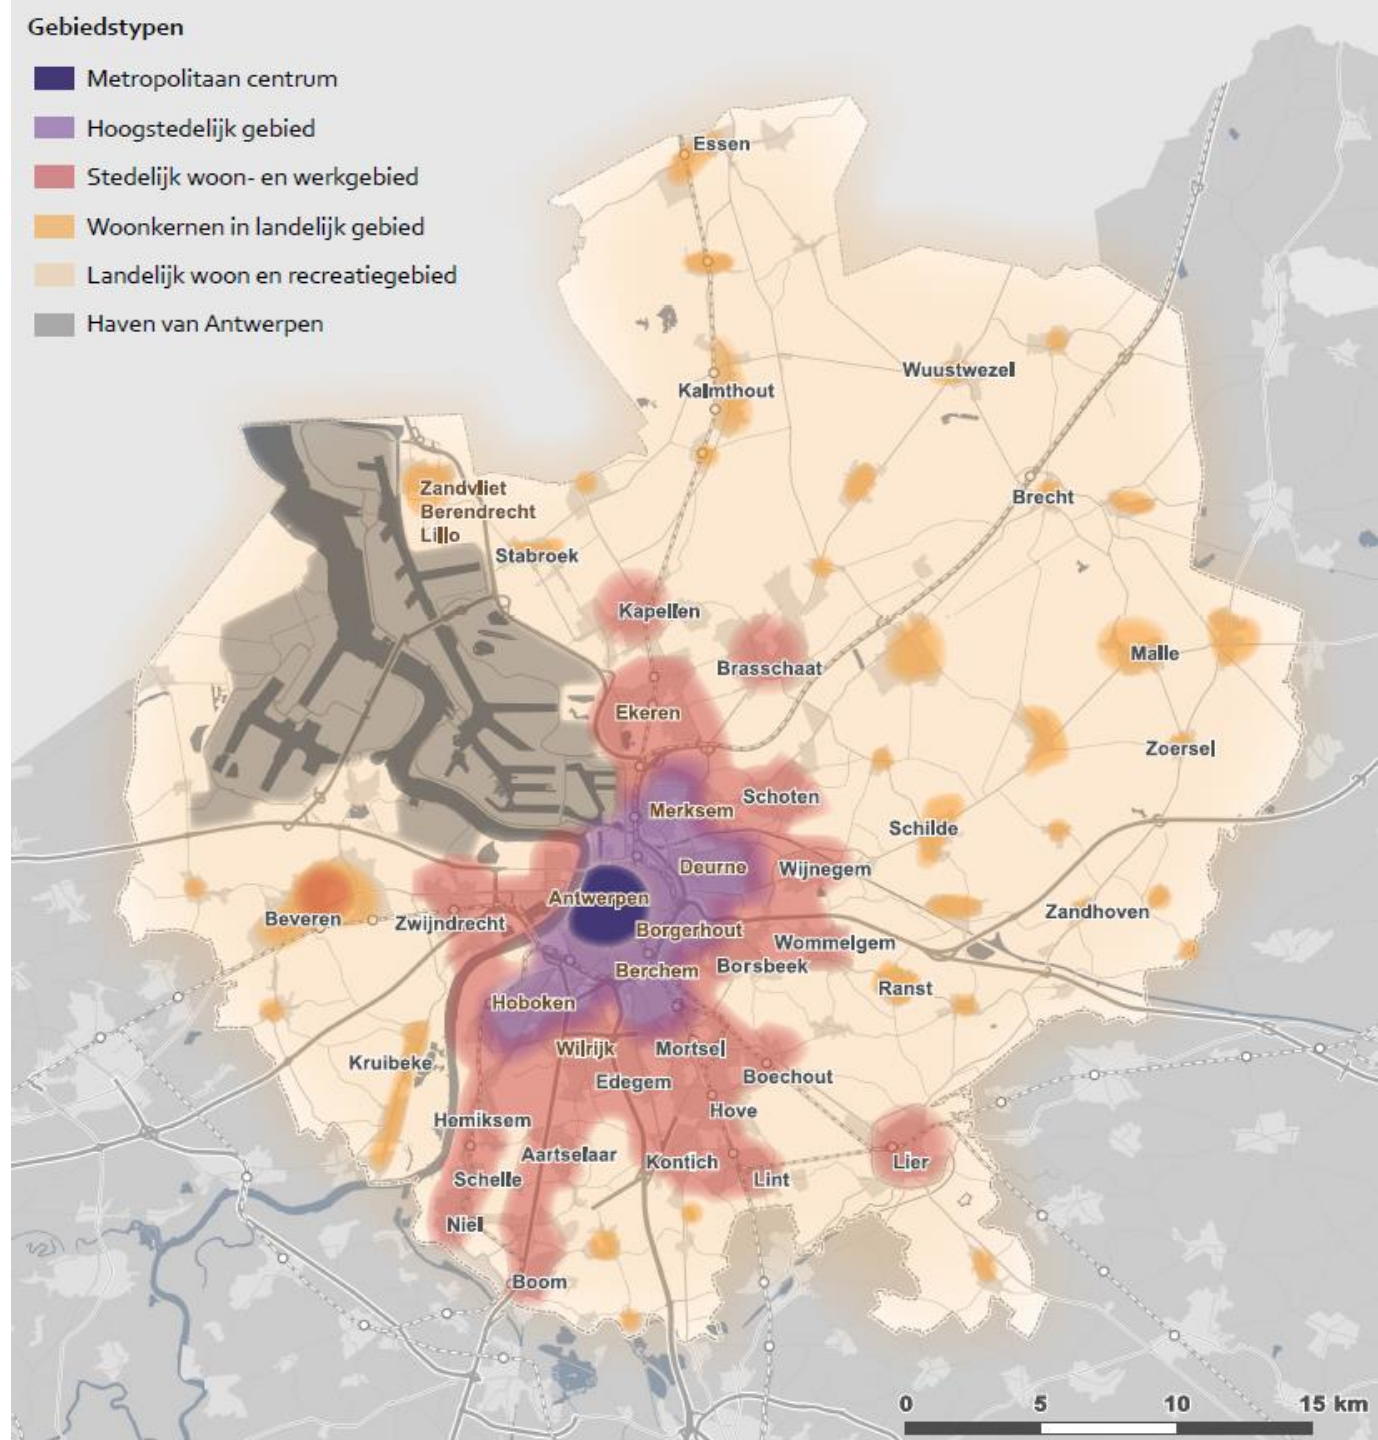 Gebiedstypen
Metropolitaan centrum
Hoogstedelijk gebied
Stedelijk woon- en werkgebied
Woonkernen in landelijk gebied
Landelijk woon en recreatiegebied
Haven van Antwerpen
Essen
Wuustwezel
Kalmthout
Zandvliet
Berendrecht
Lillo
Brecht
Stabroek
Kapellen
Brasschaat
Malle
Ekeren
Zoersel
Schoten
Merksem
Schilde
Deurne
Wijnegem
Antwerpen
Zandhoven
Beveren
Zwijndrecht
Borgerhout
Wommelgem
Berchem
Borsbeek
Ranst
Hoboken
Wilrijk
Mortsel
Kruibeke
Edegem
Boechout
Hove
Hemiksem
Aartselaar
Kontich
Lier
Schelle
Lint
Niel
Boom
0 5 10 15 km